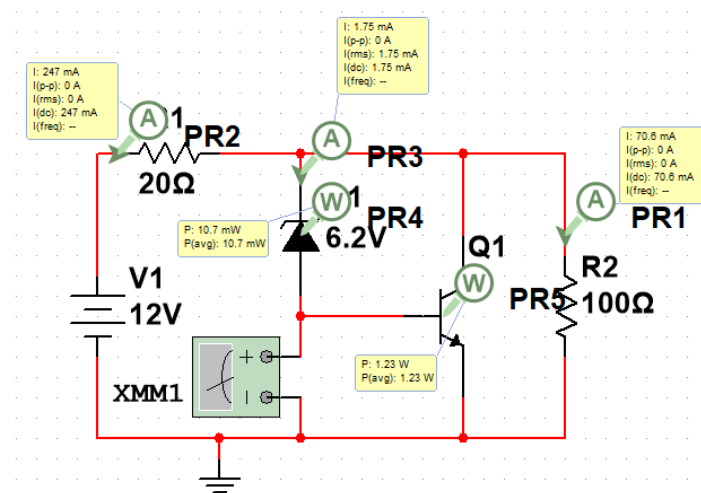 I: 1.75 mA
I(p-p): 0 A
I(rms): 1.75 mA
I(dc): 1.75 mA
I(freq): --
I: 247 mA
I(p-p): 0 A
I(rms): 0 A
I(dc): 247 mA
I(freq): --
A
1
PR2
20Ω
A
PR3
I: 70.6 mA
I(p-p): 0 A
I(rms): 0 A
I(dc): 70.6 mA
I(freq): --
A
PR1
P: 10.7 mW
P(avg): 10.7 mW
W
1
PR4
6.2V
Q1
W
PR5
R2
100Ω
V1
12V
P: 1.23 W
P(avg): 1.23 W
XMM1
+
-